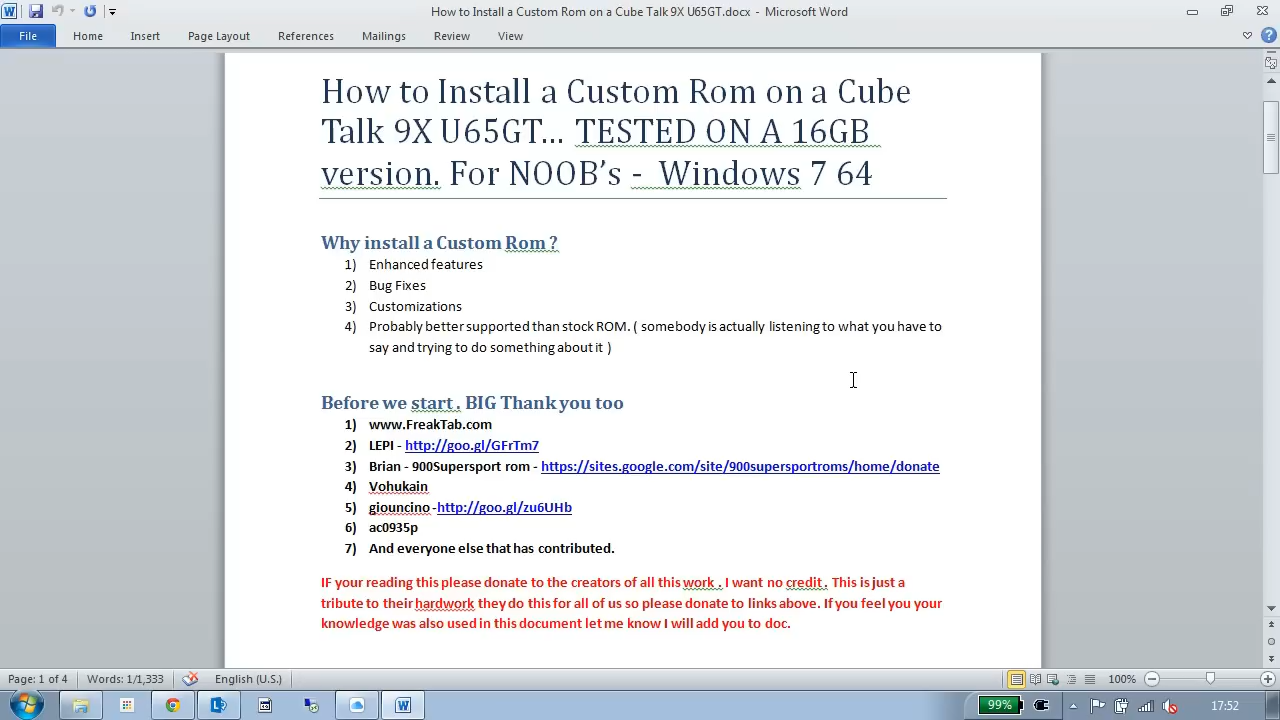 How to Install a Custom Rom on a Cube Talk 9X U65GT.docx - Microsoft Word
File Home Insert Page Layout References Mailings Review View
How to Install a Custom Rom on a Cube
Talk 9X U65GT... TESTED ON A 16GB
version. For NOOB's - Windows 7 64
Why install a Custom Rom ?
1) Enhanced features
2) Bug Fixes
3) Customizations
4) Probably better supported than stock ROM. ( somebody is actually listening to what you have to
say and trying to do something about it )
Before we start . BIG Thank you too
1) www.FreakTab.com
2) LEPI - http://goo.gl/GFrTm7
3) Brian - 900Supersport rom - https://sites.google.com/site/900supersportroms/home/donate
4) Vohukain
5) giouncino -http://goo.gl/zu6UHb
6) ac0935p
7) And everyone else that has contributed.
IF your reading this please donate to the creators of all this work . I want no credit . This is just a
tribute to their hardwork they do this for all of us so please donate to links above. If you feel you your
knowledge was also used in this document let me know I will add you to doc.
Page: 1 of 4 Words: 1/1,333 English (U.S.) 100%
99% 17:52